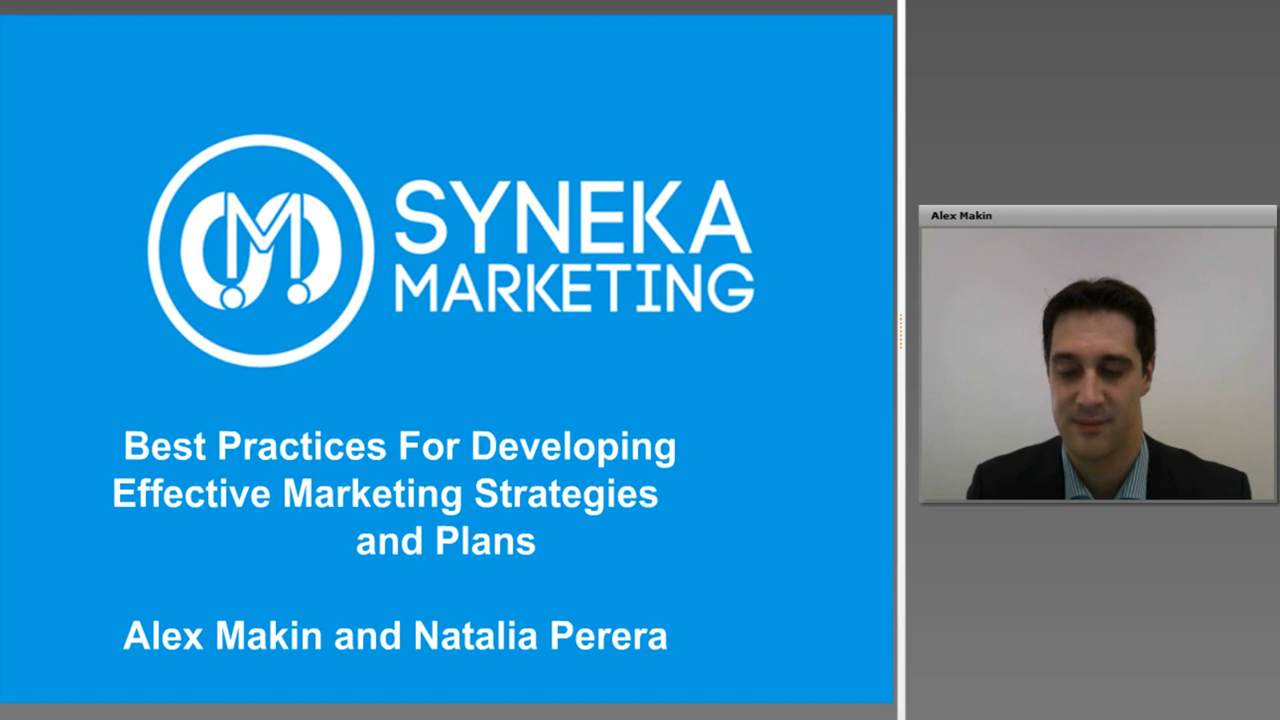 SYNEKA
MARKETING
Best Practices For Developing
Effective Marketing Strategies
and Plans
Alex Makin and Natalia Perera
Alex Makin